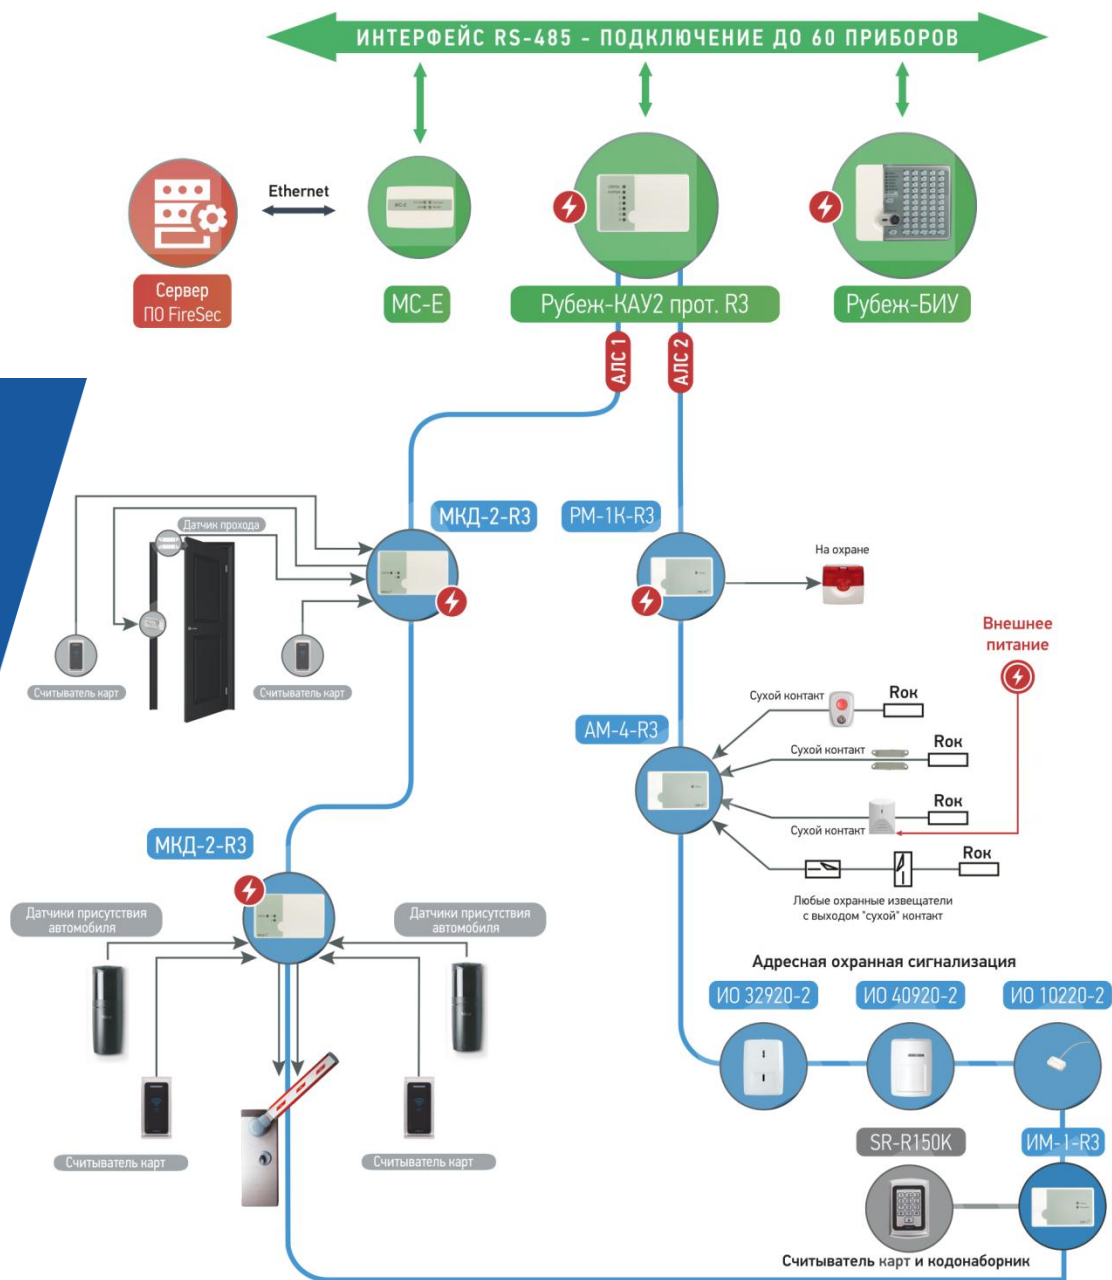 ИНТЕРФЕЙС RS-485 - ПОДКЛЮЧЕНИЕ ДО 60 ПРИБОРОВ
Ethernet
Сервер
ПО FireSec
МС-Е
Рубеж-КАУ2 прот. R3
Рубеж-БИУ
АЛС 1
АЛС 2
МКД-2-R3
РМ-1К-R3
Датчик прохода
На охране
Считыватель карт
Считыватель карт
Внешнее
питание
Сухой контакт
Rок
АМ-4-R3
Сухой контакт
Rок
Rок
Сухой контакт
Rок
Любые охранные извещатели
с выходом "сухой" контакт
МКД-2-R3
Датчики присутствия
автомобиля
Датчики присутствия
автомобиля
Считыватель карт
Считыватель карт
Адресная охранная сигнализация
ИО 32920-2
ИО 40920-2
ИО 10220-2
SR-R150K
ИМ-1-R3
Считыватель карт и кодонаборник